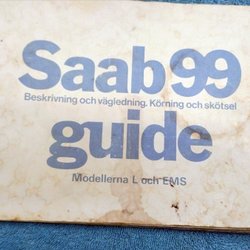 Saab 99
Beskrivning och vägledning. Körning och skötsel
guide
Modellerna L och EMS